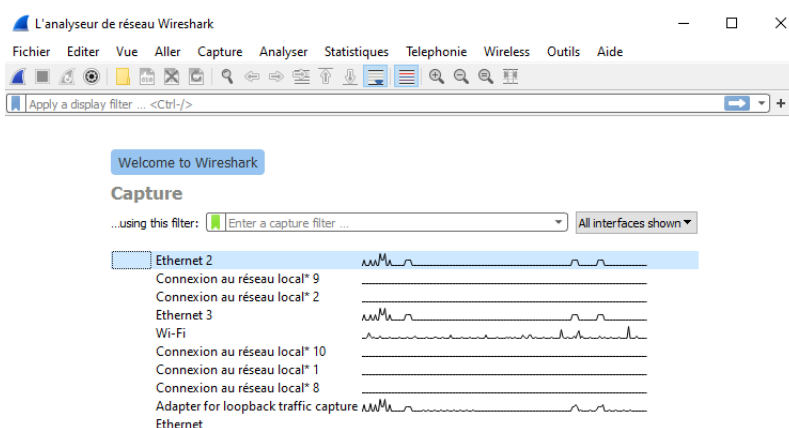 L'analyseur de réseau Wireshark
Fichier Editer Vue Aller Capture Analyser Statistiques Telephonie Wireless Outils Aide
Apply a display filter ... <Ctrl-/>
Welcome to Wireshark
Capture
...using this filter: Enter a capture filter ... All interfaces shown
Ethernet 2
Connexion au réseau local* 9
Connexion au réseau local* 2
Ethernet 3
Wi-Fi
Connexion au réseau local* 10
Connexion au réseau local* 1
Connexion au réseau local* 8
Adapter for loopback traffic capture
Ethernet